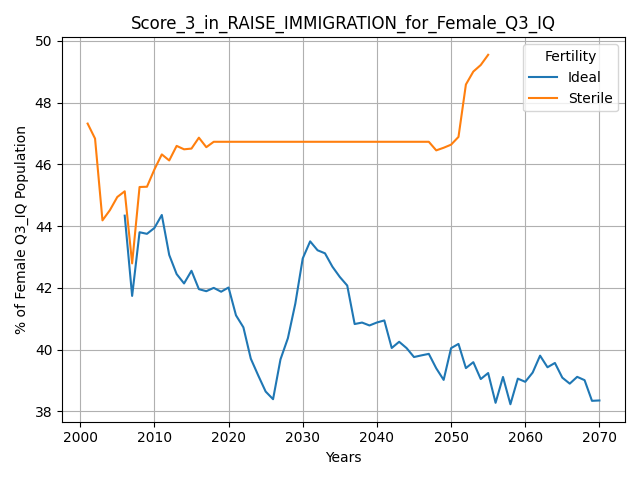 Score_3_in_RAISE_IMMIGRATION_for_Female_Q3_IQ
% of Female Q3_IQ Population
50
48
46
44
42
40
38
Fertility
Ideal
Sterile
2000 2010 2020 2030 2040 2050 2060 2070
Years